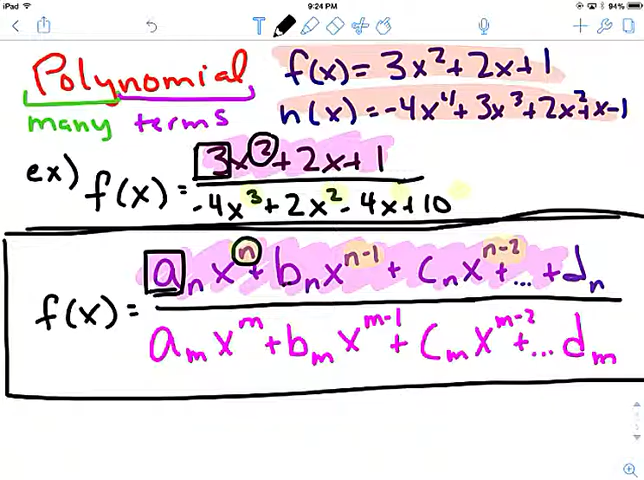 iPad
9:24 PM
94%
T
Polynomial
many terms
f(x) = 3x² + 2x + 1
n(x) = -4x⁴ + 3x³ + 2x² + x - 1
ex) f(x) = 3x² + 2x + 1
-4x³ + 2x² - 4x + 10
f(x) = aₙxⁿ + bₙxⁿ⁻¹ + cₙxⁿ⁻² + ... + dₙ
aₘxᵐ + bₘxᵐ⁻¹ + cₘxᵐ⁻² + ... dₘ